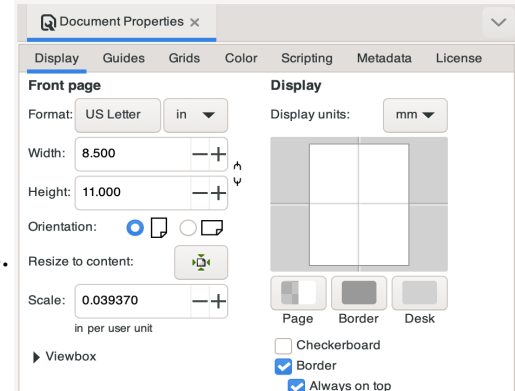 Document Properties
Display Guides Grids Color Scripting Metadata License
Front page
Format: US Letter in
Width: 8.500
Height: 11.000
Orientation:
Resize to content:
Scale: 0.039370
in per user unit
Viewbox
Display
Display units: mm
Page Border Desk
Checkerboard
Border
Always on top